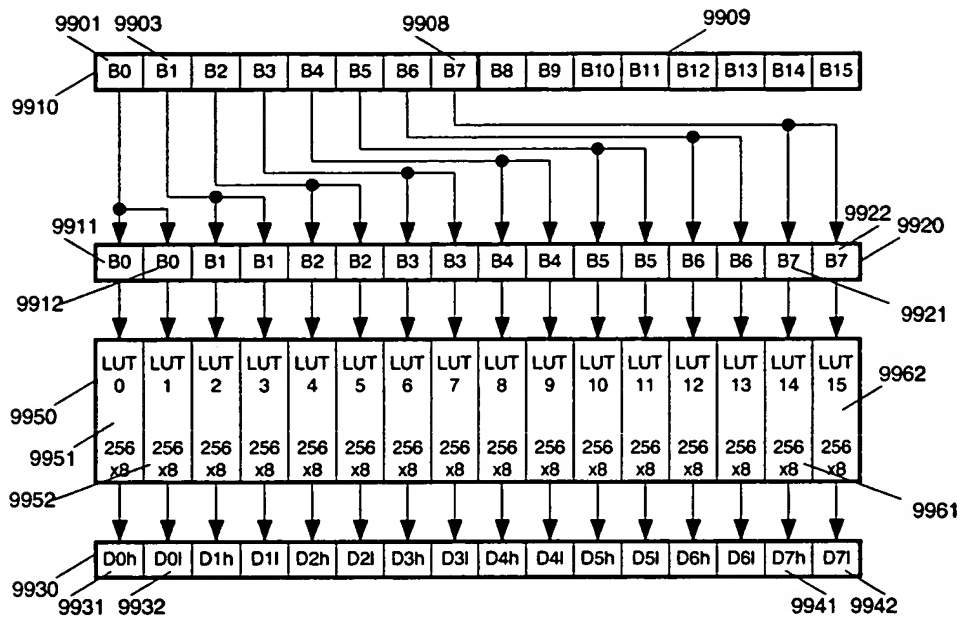 9901 9903 9908 9909
B0 B1 B2 B3 B4 B5 B6 B7 B8 B9 B10 B11 B12 B13 B14 B15
9910
9911 9922
9920
B0 B0 B1 B1 B2 B2 B3 B3 B4 B4 B5 B5 B6 B6 B7 B7
9912 9921
LUT LUT LUT LUT LUT LUT LUT LUT LUT LUT LUT LUT LUT LUT LUT LUT
0 1 2 3 4 5 6 7 8 9 10 11 12 13 14 15
9950 9962
9951
256 256 256 256 256 256 256 256 256 256 256 256 256 256 256 256
x8 x8 x8 x8 x8 x8 x8 x8 x8 x8 x8 x8 x8 x8 x8 x8
9952 9961
D0h D0l D1h D1l D2h D2l D3h D3l D4h D4l D5h D5l D6h D6l D7h D7l
9930
9931 9932 9941 9942